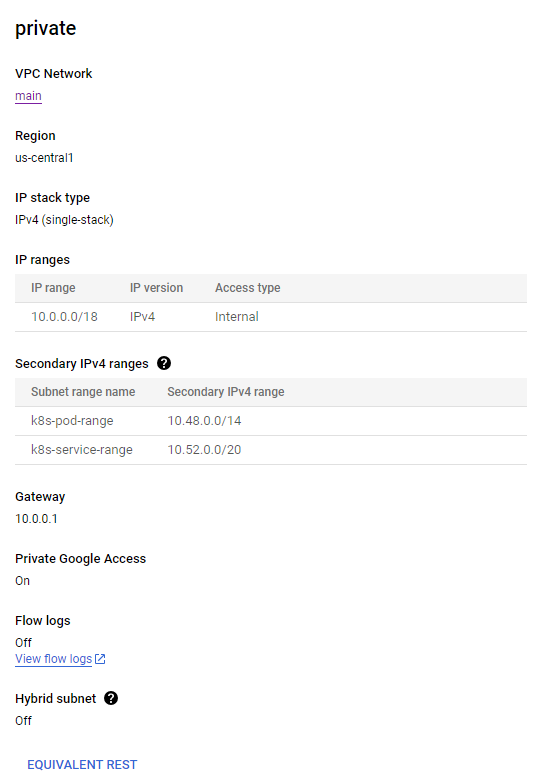 private
VPC Network
main
Region
us-central1
IP stack type
IPv4 (single-stack)
IP ranges
IP range IP version Access type
10.0.0.0/18 IPv4 Internal
Secondary IPv4 ranges ?
Subnet range name Secondary IPv4 range
k8s-pod-range 10.48.0.0/14
k8s-service-range 10.52.0.0/20
Gateway
10.0.0.1
Private Google Access
On
Flow logs
Off
View flow logs
Hybrid subnet ?
Off
EQUIVALENT REST